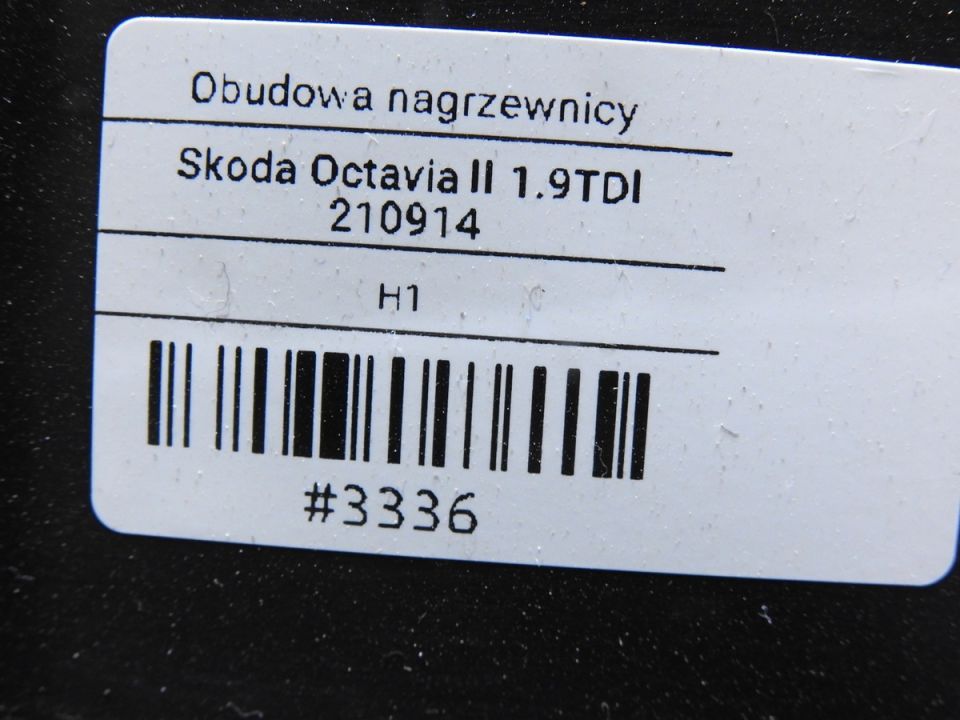 Obudowa nagrzewnicy
Skoda Octavia II 1.9TDI
210914
H1
#3336